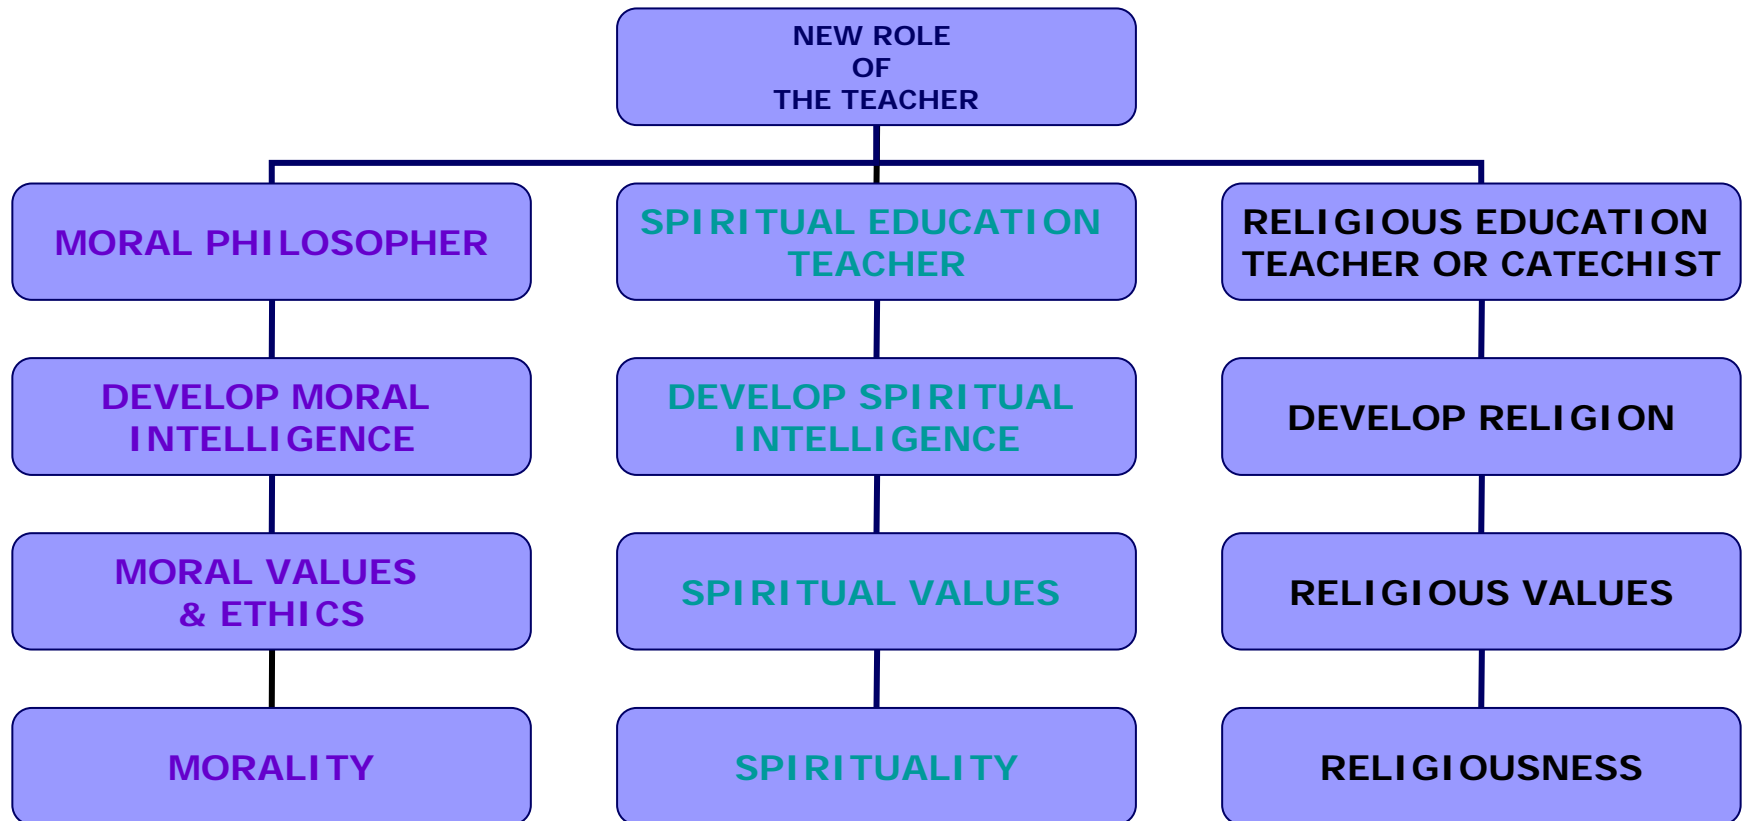 NEW ROLE
OF
THE TEACHER
MORAL PHILOSOPHER
SPIRITUAL EDUCATION
TEACHER
RELIGIOUS EDUCATION
TEACHER OR CATECHIST
DEVELOP MORAL
INTELLIGENCE
DEVELOP SPIRITUAL
INTELLIGENCE
DEVELOP RELIGION
MORAL VALUES
& ETHICS
SPIRITUAL VALUES
RELIGIOUS VALUES
MORALITY
SPIRITUALITY
RELIGIOUSNESS